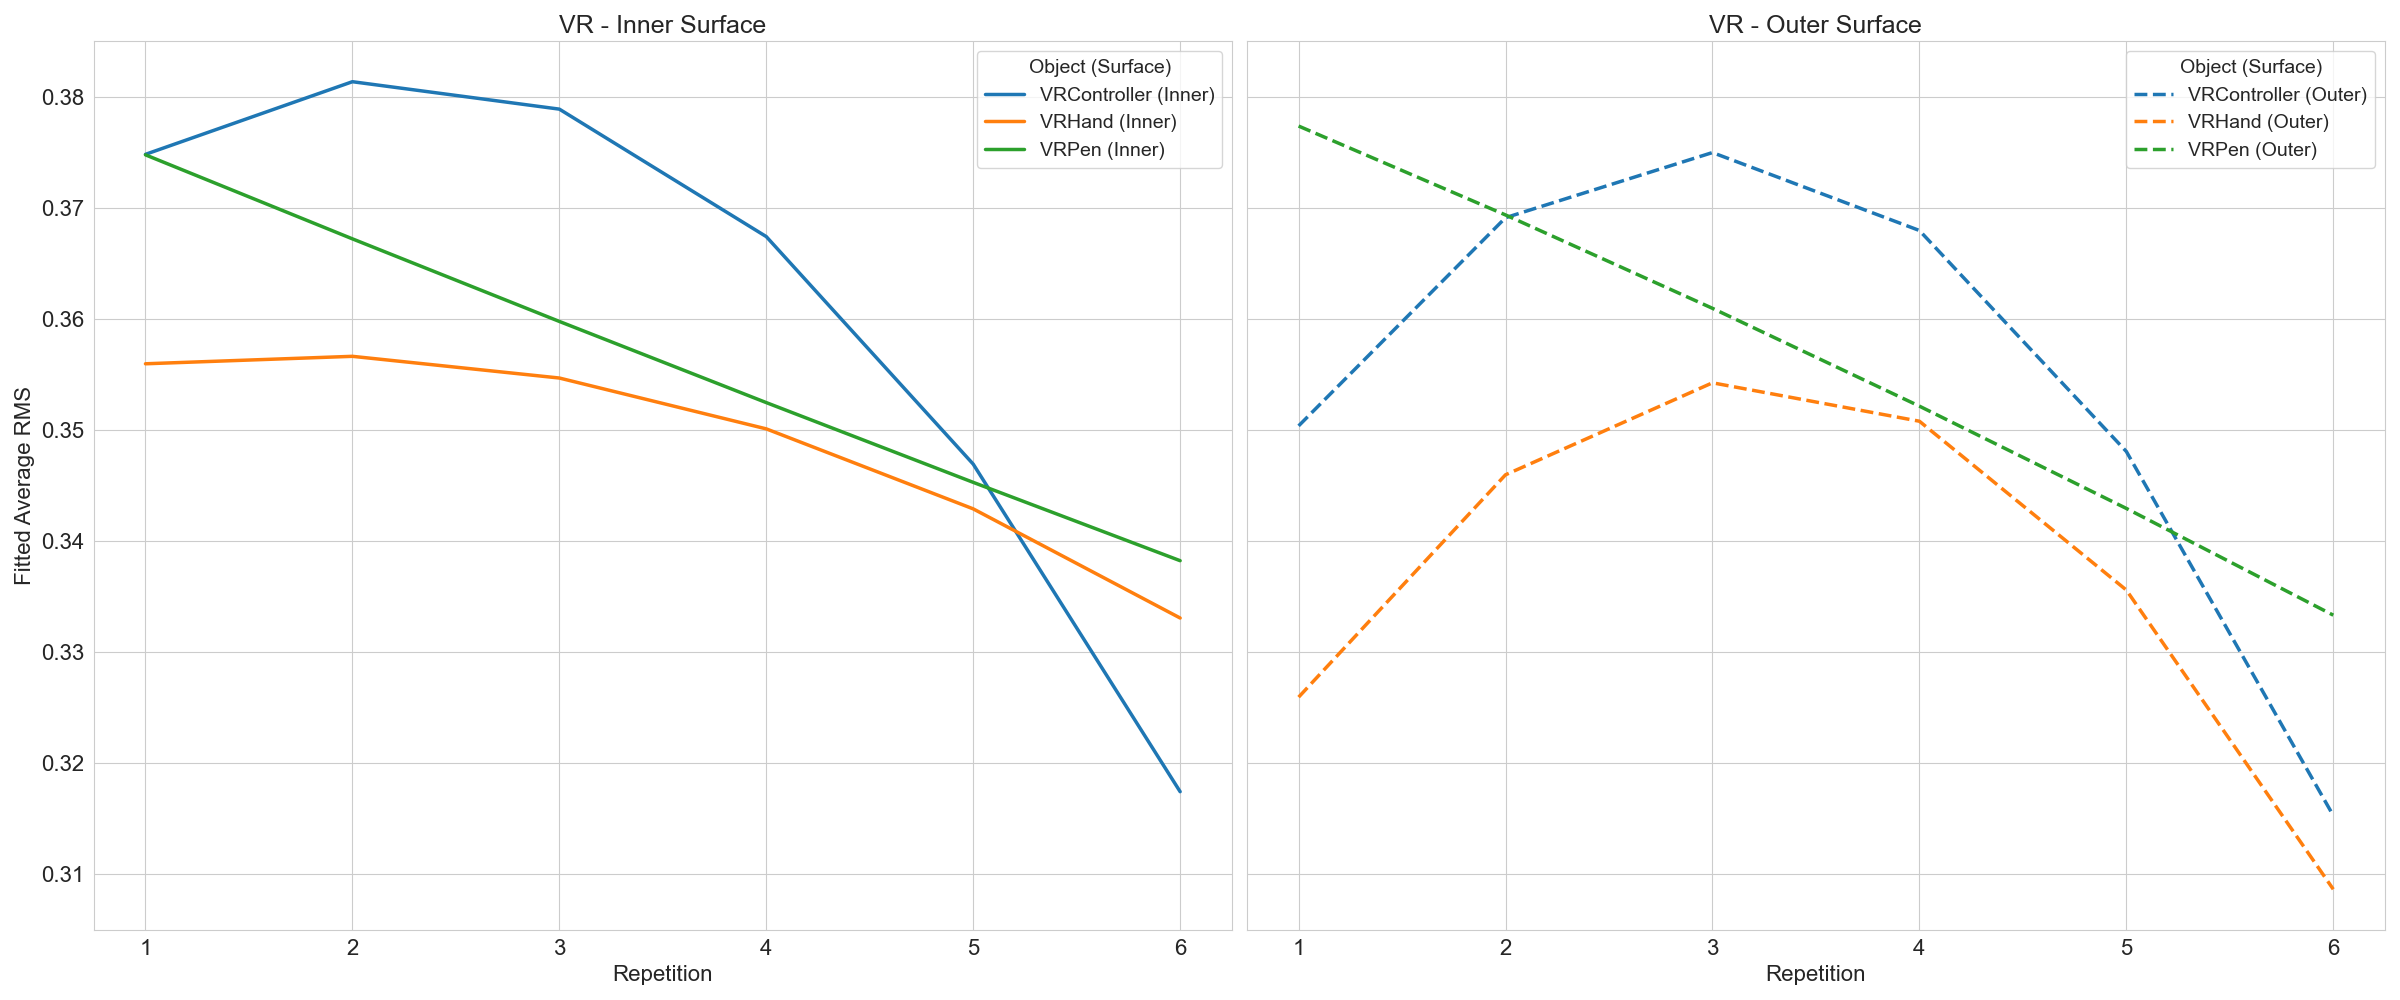 VR - Inner Surface
Object (Surface)
VRController (Inner)
VRHand (Inner)
VRPen (Inner)
Fitted Average RMS
0.38
0.37
0.36
0.35
0.34
0.33
0.32
0.31
1 2 3 4 5 6
Repetition
VR - Outer Surface
Object (Surface)
VRController (Outer)
VRHand (Outer)
VRPen (Outer)
1 2 3 4 5 6
Repetition